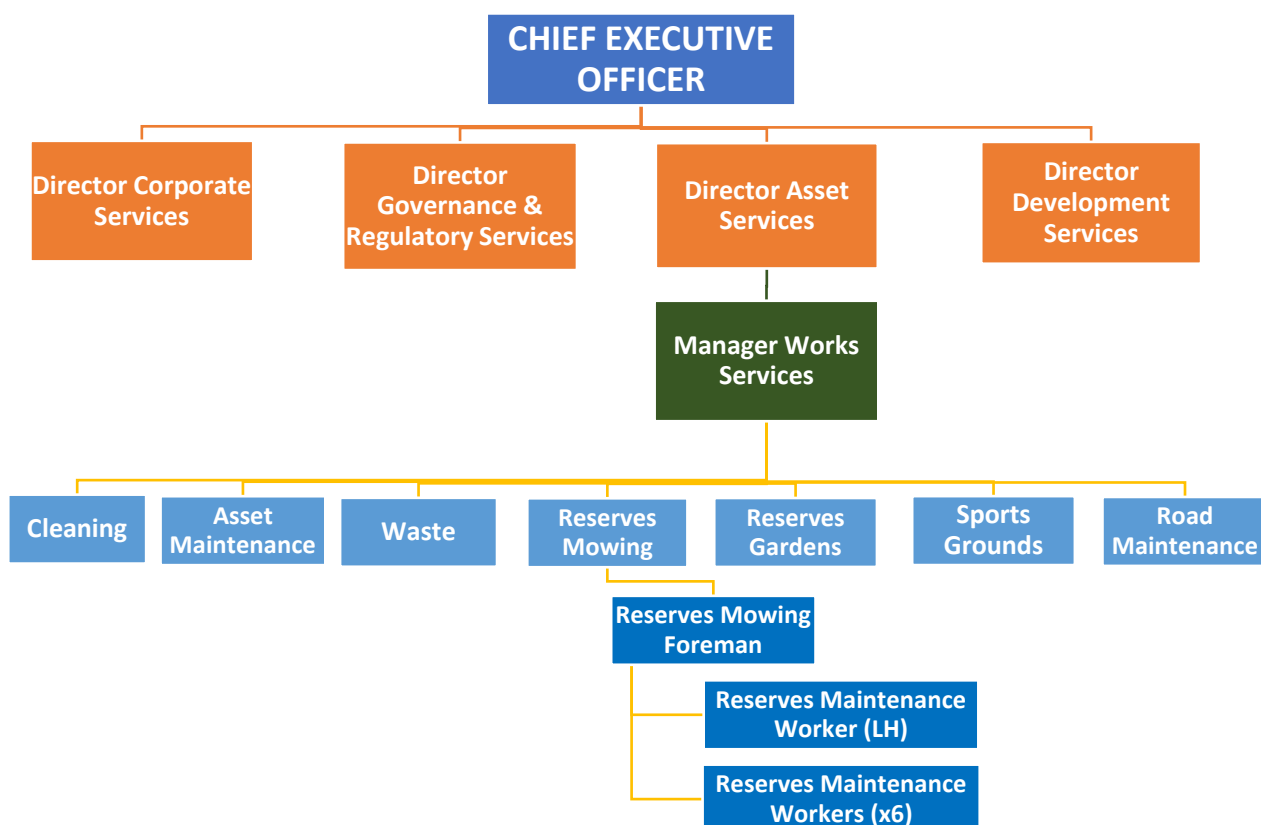 CHIEF EXECUTIVE
OFFICER
Director Corporate
Services
Director
Governance &
Regulatory Services
Director Asset
Services
Director
Development
Services
Manager Works
Services
Cleaning
Asset
Maintenance
Waste
Reserves
Mowing
Reserves
Gardens
Sports
Grounds
Road
Maintenance
Reserves Mowing
Foreman
Reserves Maintenance
Worker (LH)
Reserves Maintenance
Workers (x6)